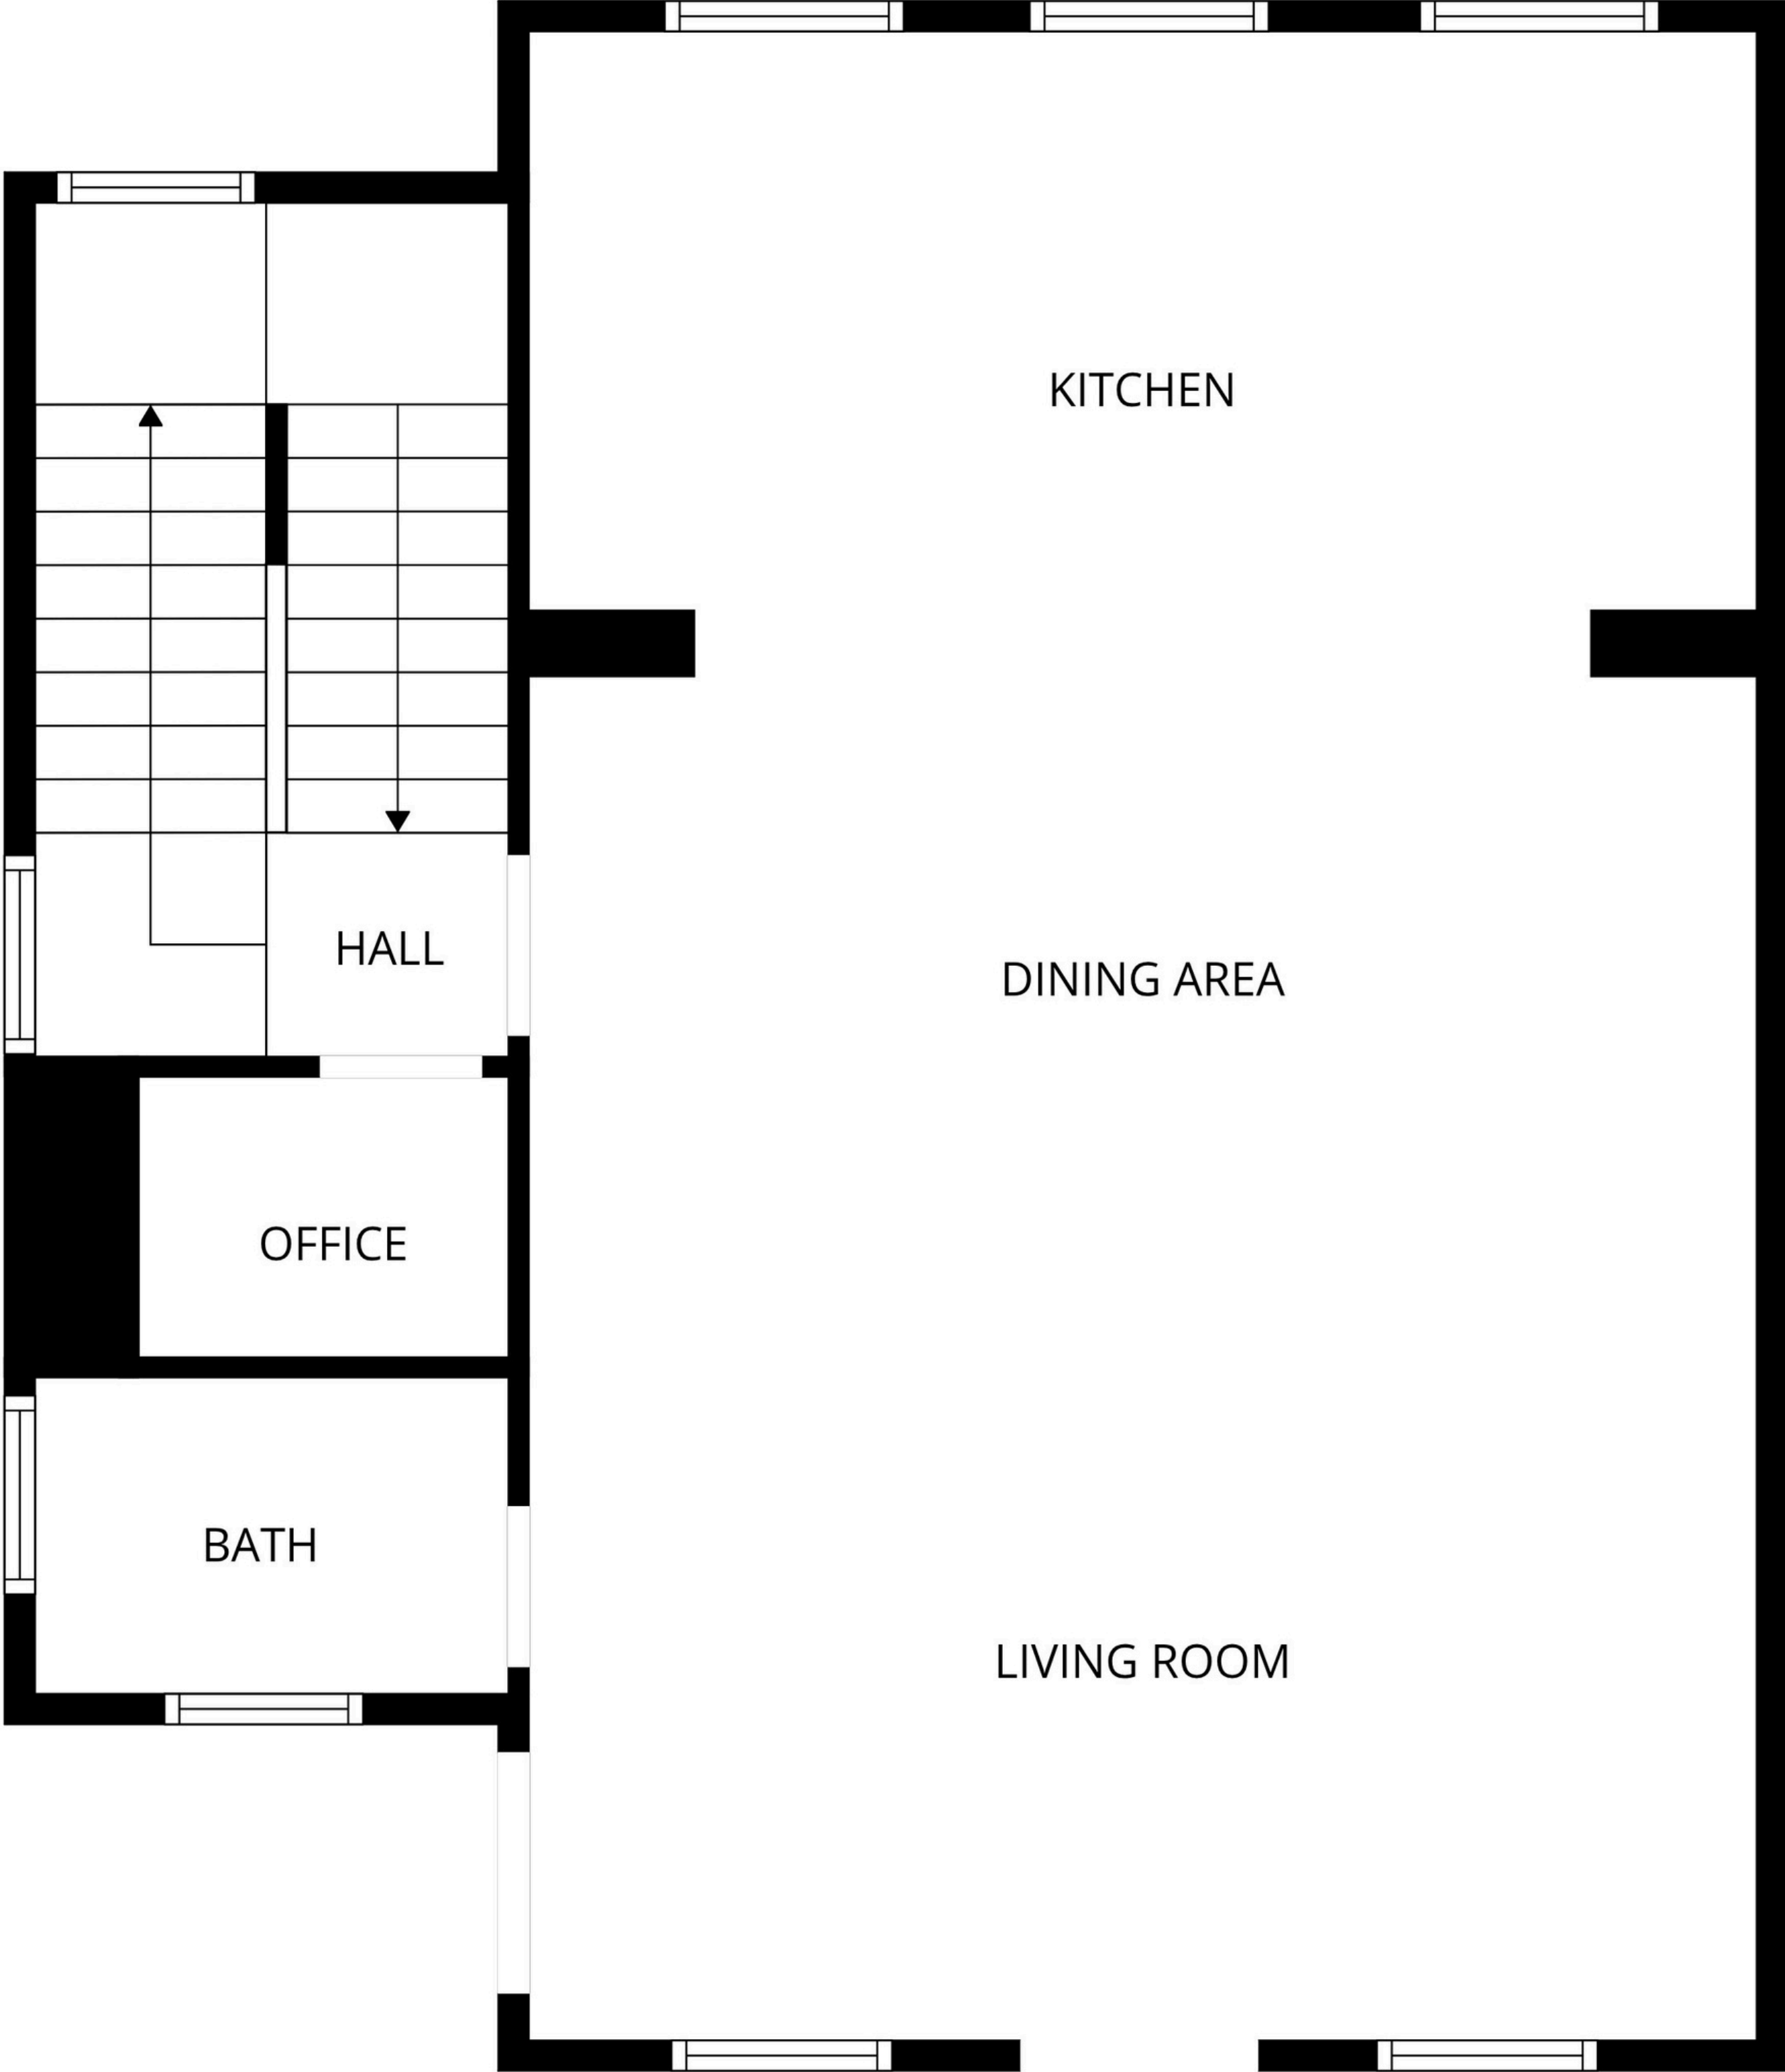 KITCHEN
HALL
DINING AREA
OFFICE
BATH
LIVING ROOM